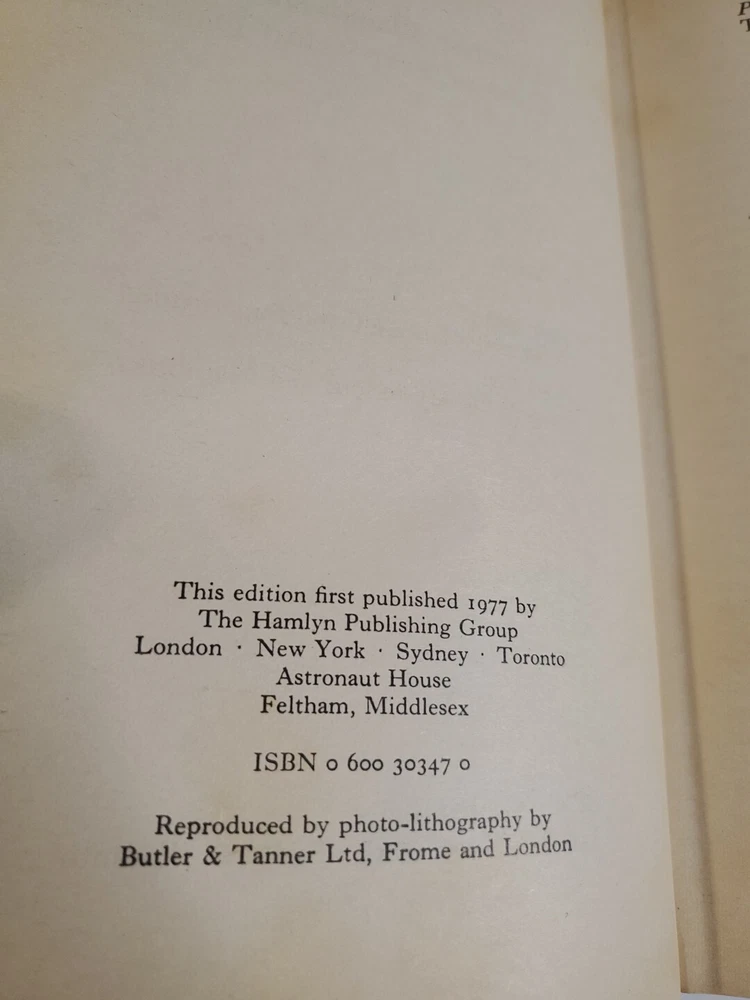 This edition first published 1977 by
The Hamlyn Publishing Group
London · New York · Sydney · Toronto
Astronaut House
Feltham, Middlesex
ISBN 0 600 30347 0
Reproduced by photo-lithography by
Butler & Tanner Ltd, Frome and London